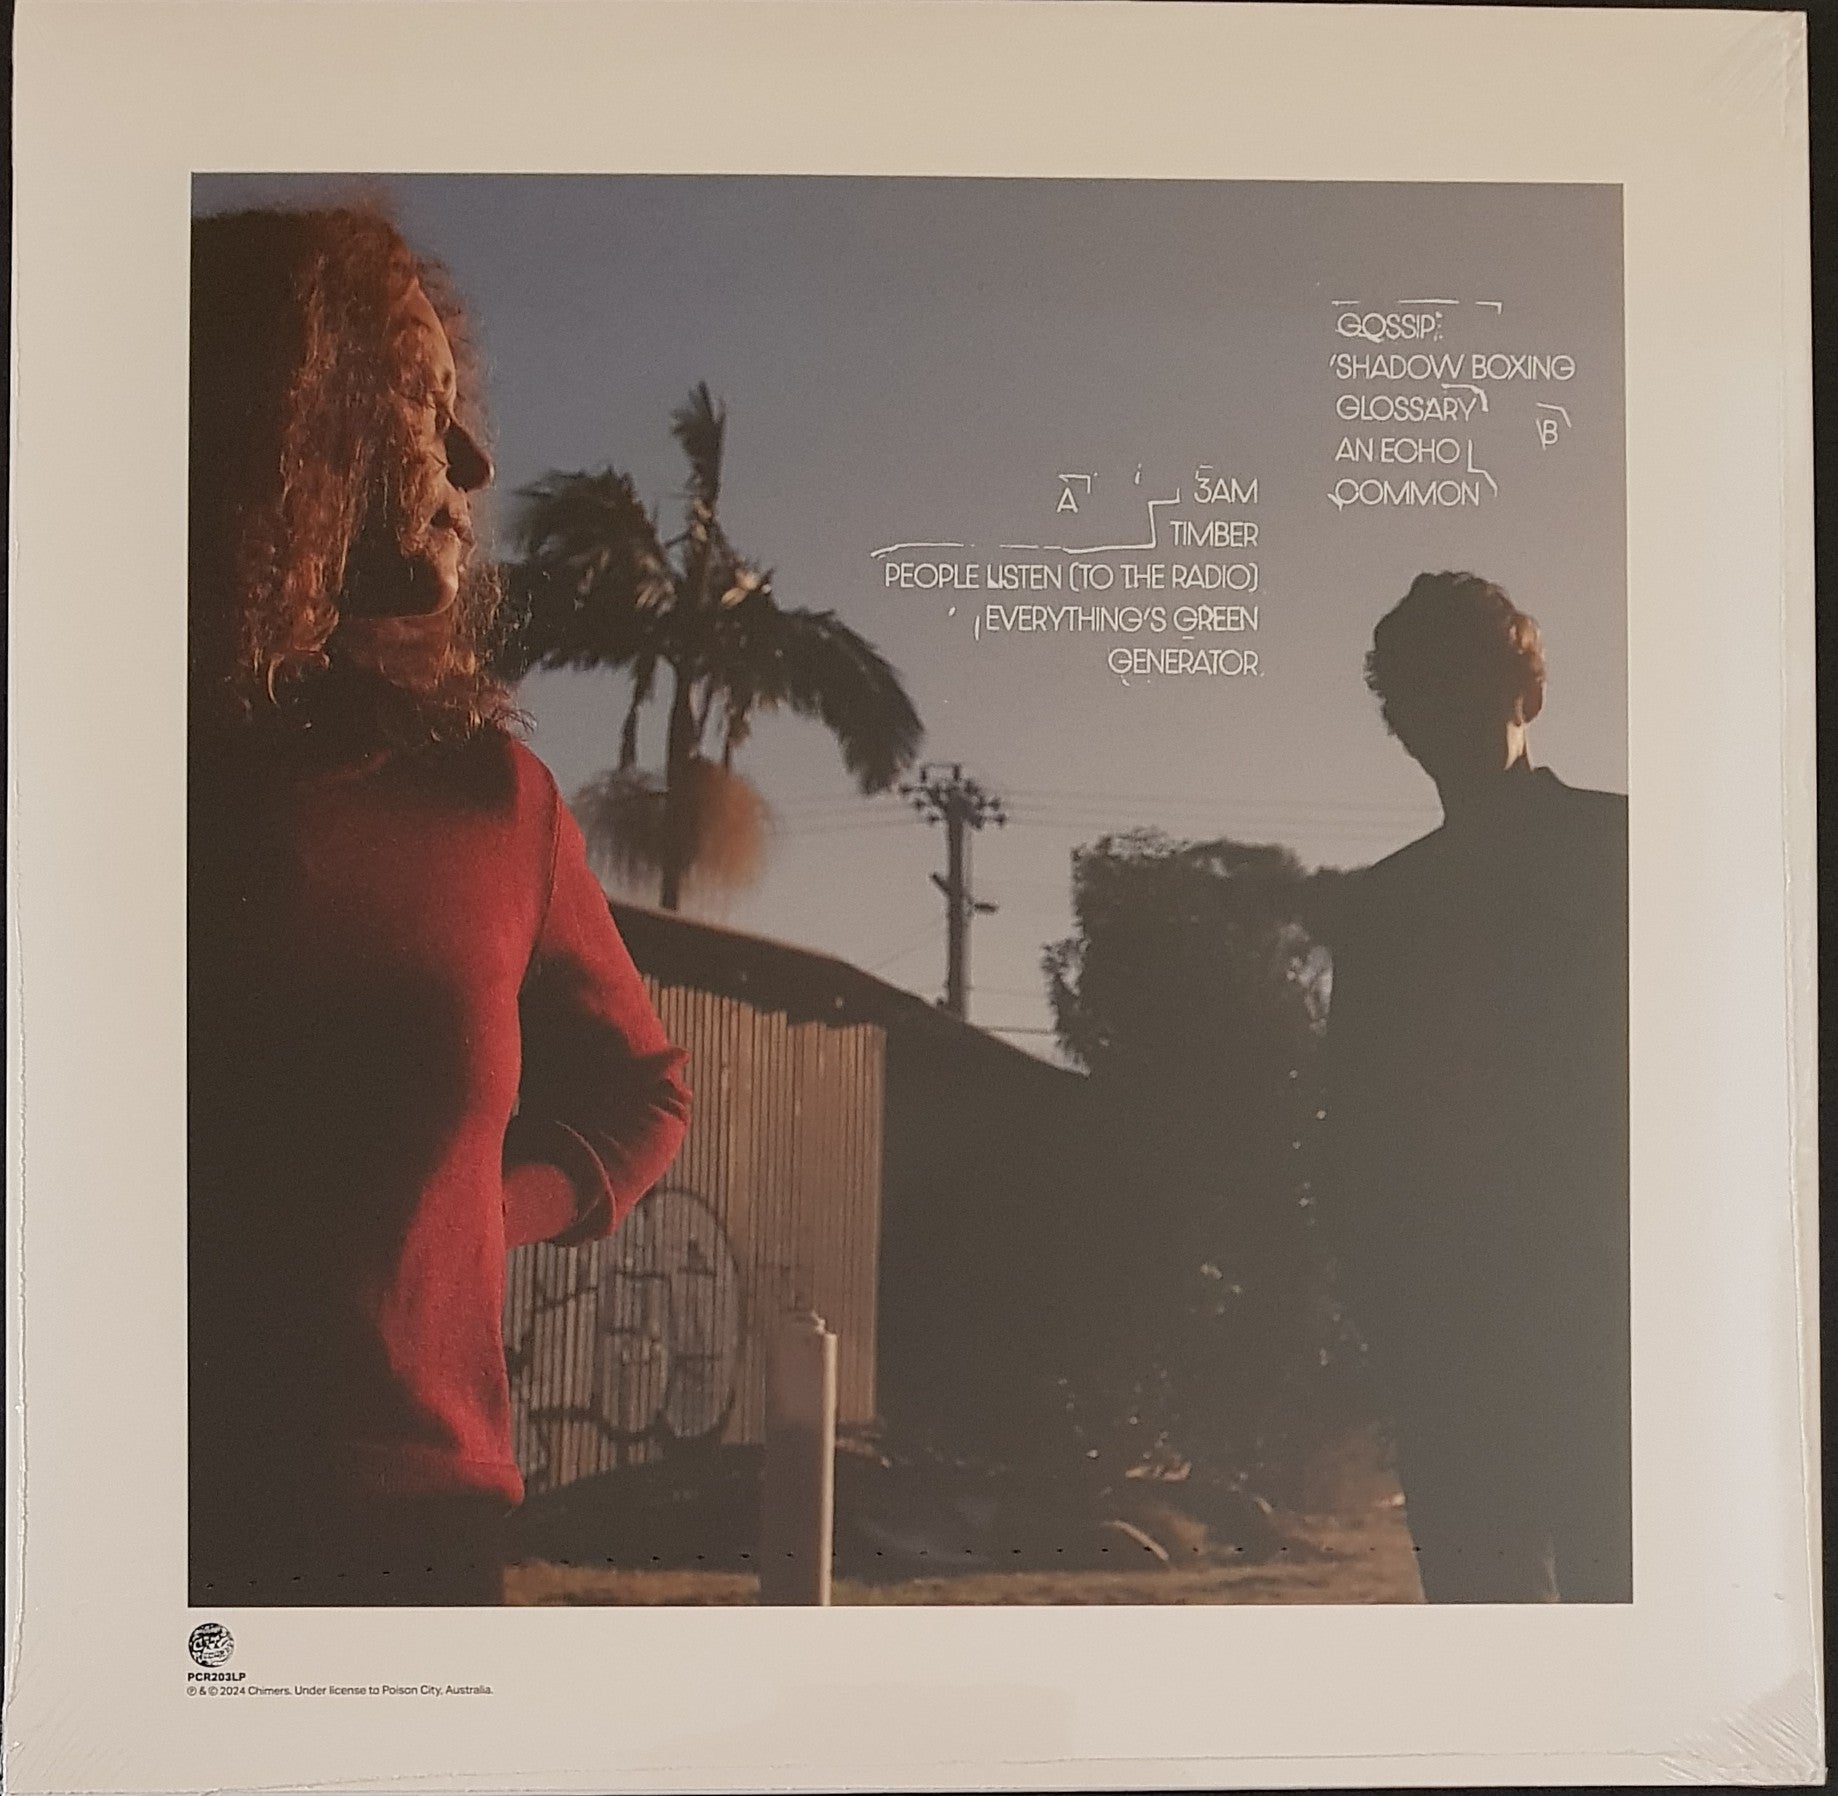 A
3AM
TIMBER
PEOPLE LISTEN (TO THE RADIO)
EVERYTHING'S GREEN
GENERATOR
GOSSIP
SHADOW BOXING
GLOSSARY
AN ECHO
COMMON
B
PCR203LP
℗ & © 2024 Chimers. Under license to Poison City, Australia.